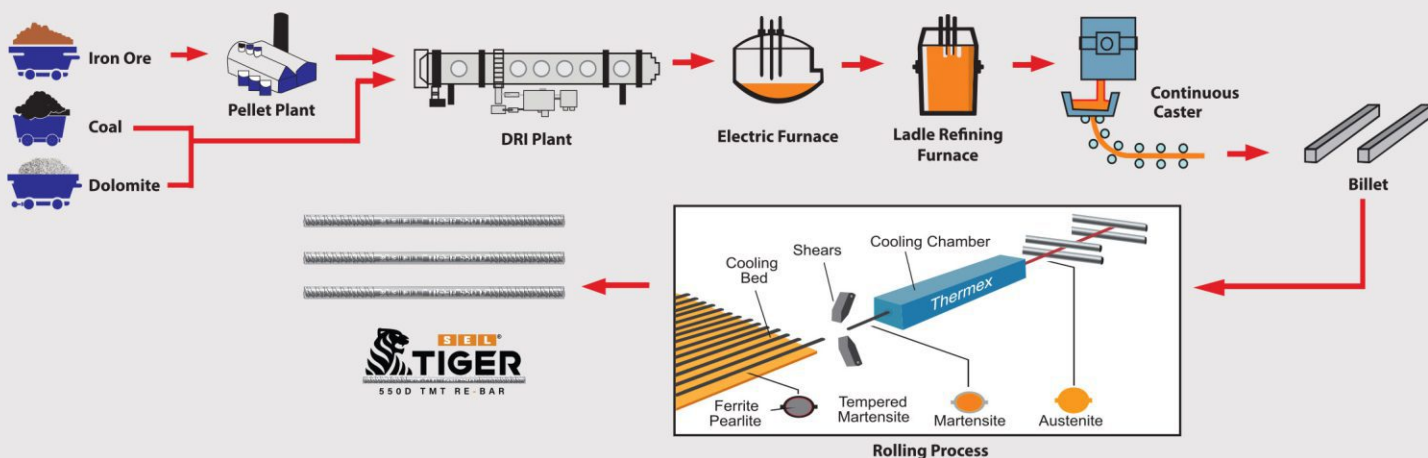 Iron Ore
Pellet Plant
Coal
Dolomite
DRI Plant
Electric Furnace
Ladle Refining
Furnace
Continuous
Caster
Billet
Cooling
Bed
Shears
Cooling Chamber
Thermex
Ferrite
Pearlite
Tempered
Martensite
Martensite
Austenite
Rolling Process
SEL®
TIGER
550D TMT RE-BAR